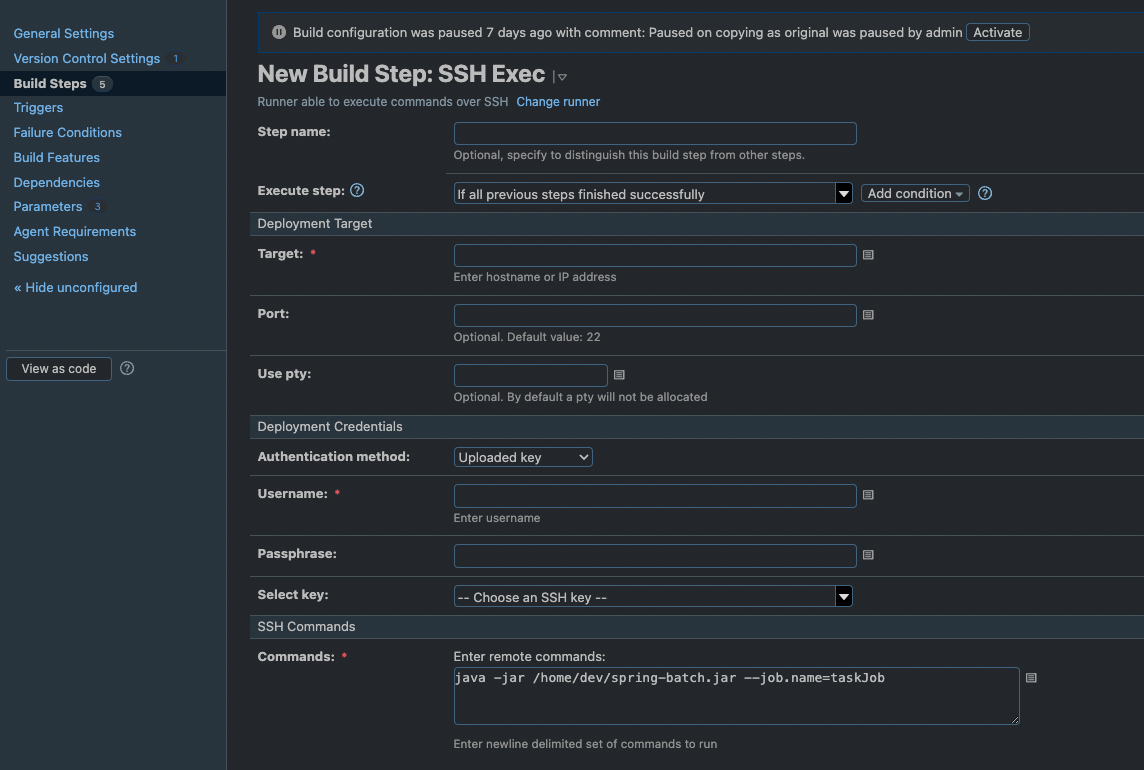 General Settings
Version Control Settings 1
Build Steps 5
Triggers
Failure Conditions
Build Features
Dependencies
Parameters 3
Agent Requirements
Suggestions
« Hide unconfigured
View as code ?
Build configuration was paused 7 days ago with comment: Paused on copying as original was paused by admin Activate
New Build Step: SSH Exec
Runner able to execute commands over SSH Change runner
Step name:
Optional, specify to distinguish this build step from other steps.
Execute step: ? If all previous steps finished successfully Add condition ?
Deployment Target
Target: *
Enter hostname or IP address
Port:
Optional. Default value: 22
Use pty:
Optional. By default a pty will not be allocated
Deployment Credentials
Authentication method: Uploaded key
Username: *
Enter username
Passphrase:
Select key: -- Choose an SSH key --
SSH Commands
Commands: * Enter remote commands:
java -jar /home/dev/spring-batch.jar --job.name=taskJob
Enter newline delimited set of commands to run